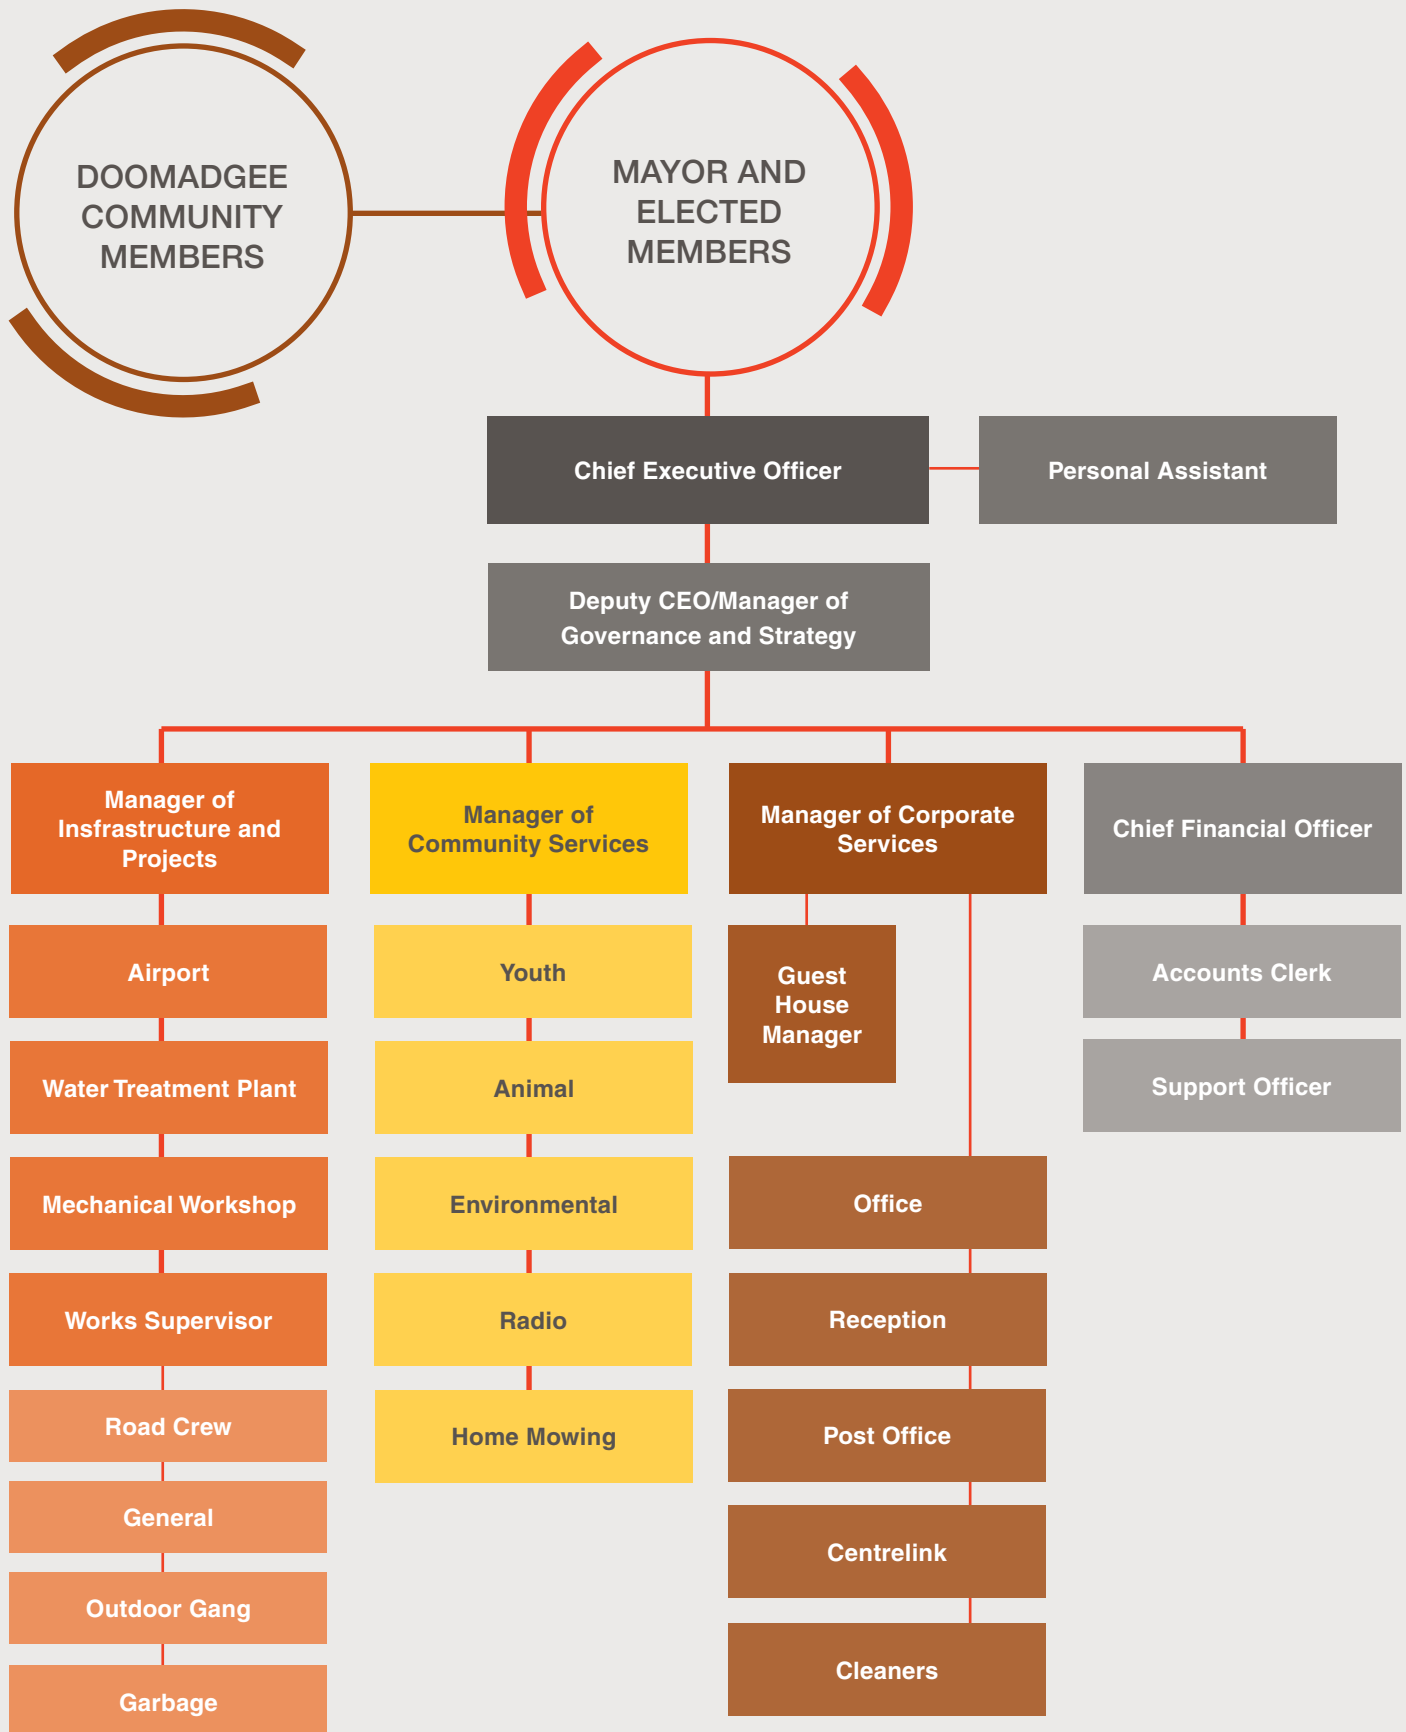 DOOMADGEE
COMMUNITY
MEMBERS
MAYOR AND
ELECTED
MEMBERS
Chief Executive Officer
Personal Assistant
Deputy CEO/Manager of
Governance and Strategy
Manager of
Insfrastructure and
Projects
Manager of
Community Services
Manager of Corporate
Services
Chief Financial Officer
Airport
Water Treatment Plant
Mechanical Workshop
Works Supervisor
Road Crew
General
Outdoor Gang
Garbage
Youth
Animal
Environmental
Radio
Home Mowing
Guest
House
Manager
Office
Reception
Post Office
Centrelink
Cleaners
Accounts Clerk
Support Officer